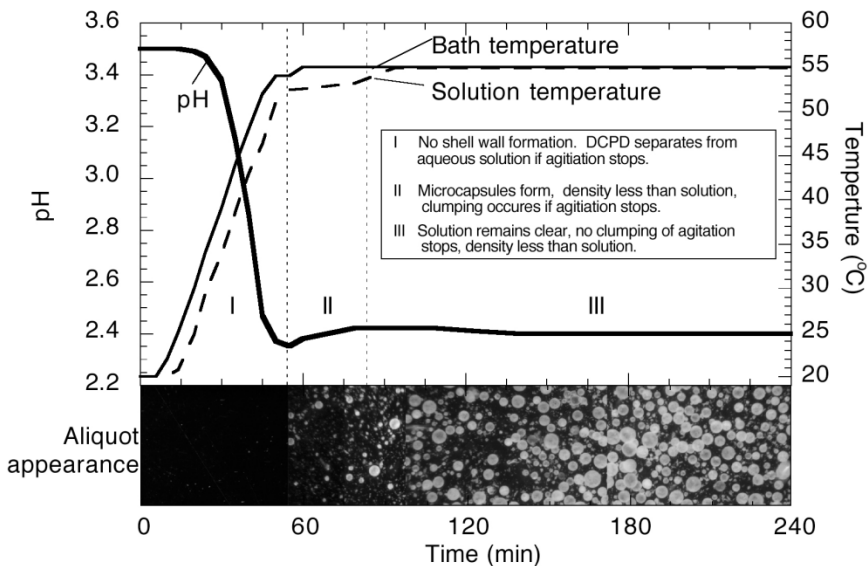 3.6
3.4
3.2
3.0
2.8
2.6
2.4
2.2
pH
60
55
50
45
40
35
30
25
20
Temperture (°C)
Bath temperature
Solution temperature
pH
I No shell wall formation. DCPD separates from
aqueous solution if agitiation stops.
II Microcapsules form, density less than solution,
clumping occures if agitiation stops.
III Solution remains clear, no clumping of agitation
stops, density less than solution.
I
II
III
Aliquot
appearance
0
60
120
180
240
Time (min)